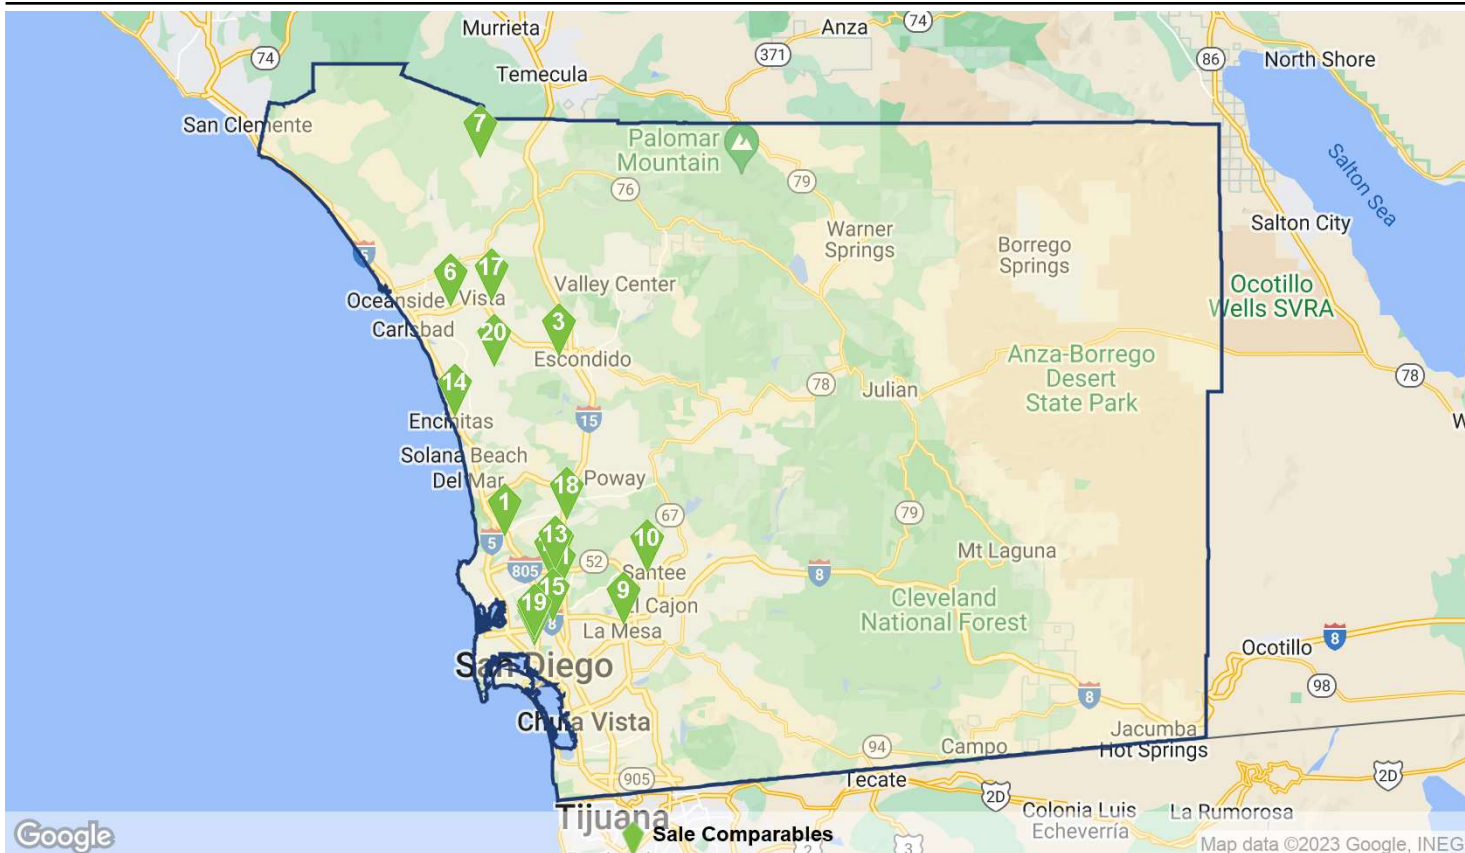 Murrieta
Anza
74
74
371
86
North Shore
Temecula
San Clemente
7
Palomar
Mountain
79
76
Salton Sea
Salton City
Warner
Springs
Borrego
Springs
5
6
17
Valley Center
Oceanside
Vista
Ocotillo
Wells SVRA
Carlsbad
20
3
Escondido
Anza-Borrego
Desert
State Park
14
78
Julian
78
Encinitas
15
Solana Beach
Del Mar
18
Poway
1
67
79
5
13
10
52
805
Santee
Mt Laguna
8
15
9
19
El Cajon
8
La Mesa
Cleveland
National Forest
8
Ocotillo
San Diego
98
8
Chula Vista
Jacumba
Hot Springs
94
Campo
905
Tecate
2D
2D
Tijuana
Colonia Luis
Echeverría
La Rumorosa
Google
Sale Comparables
2
3
Map data ©2023 Google, INEG